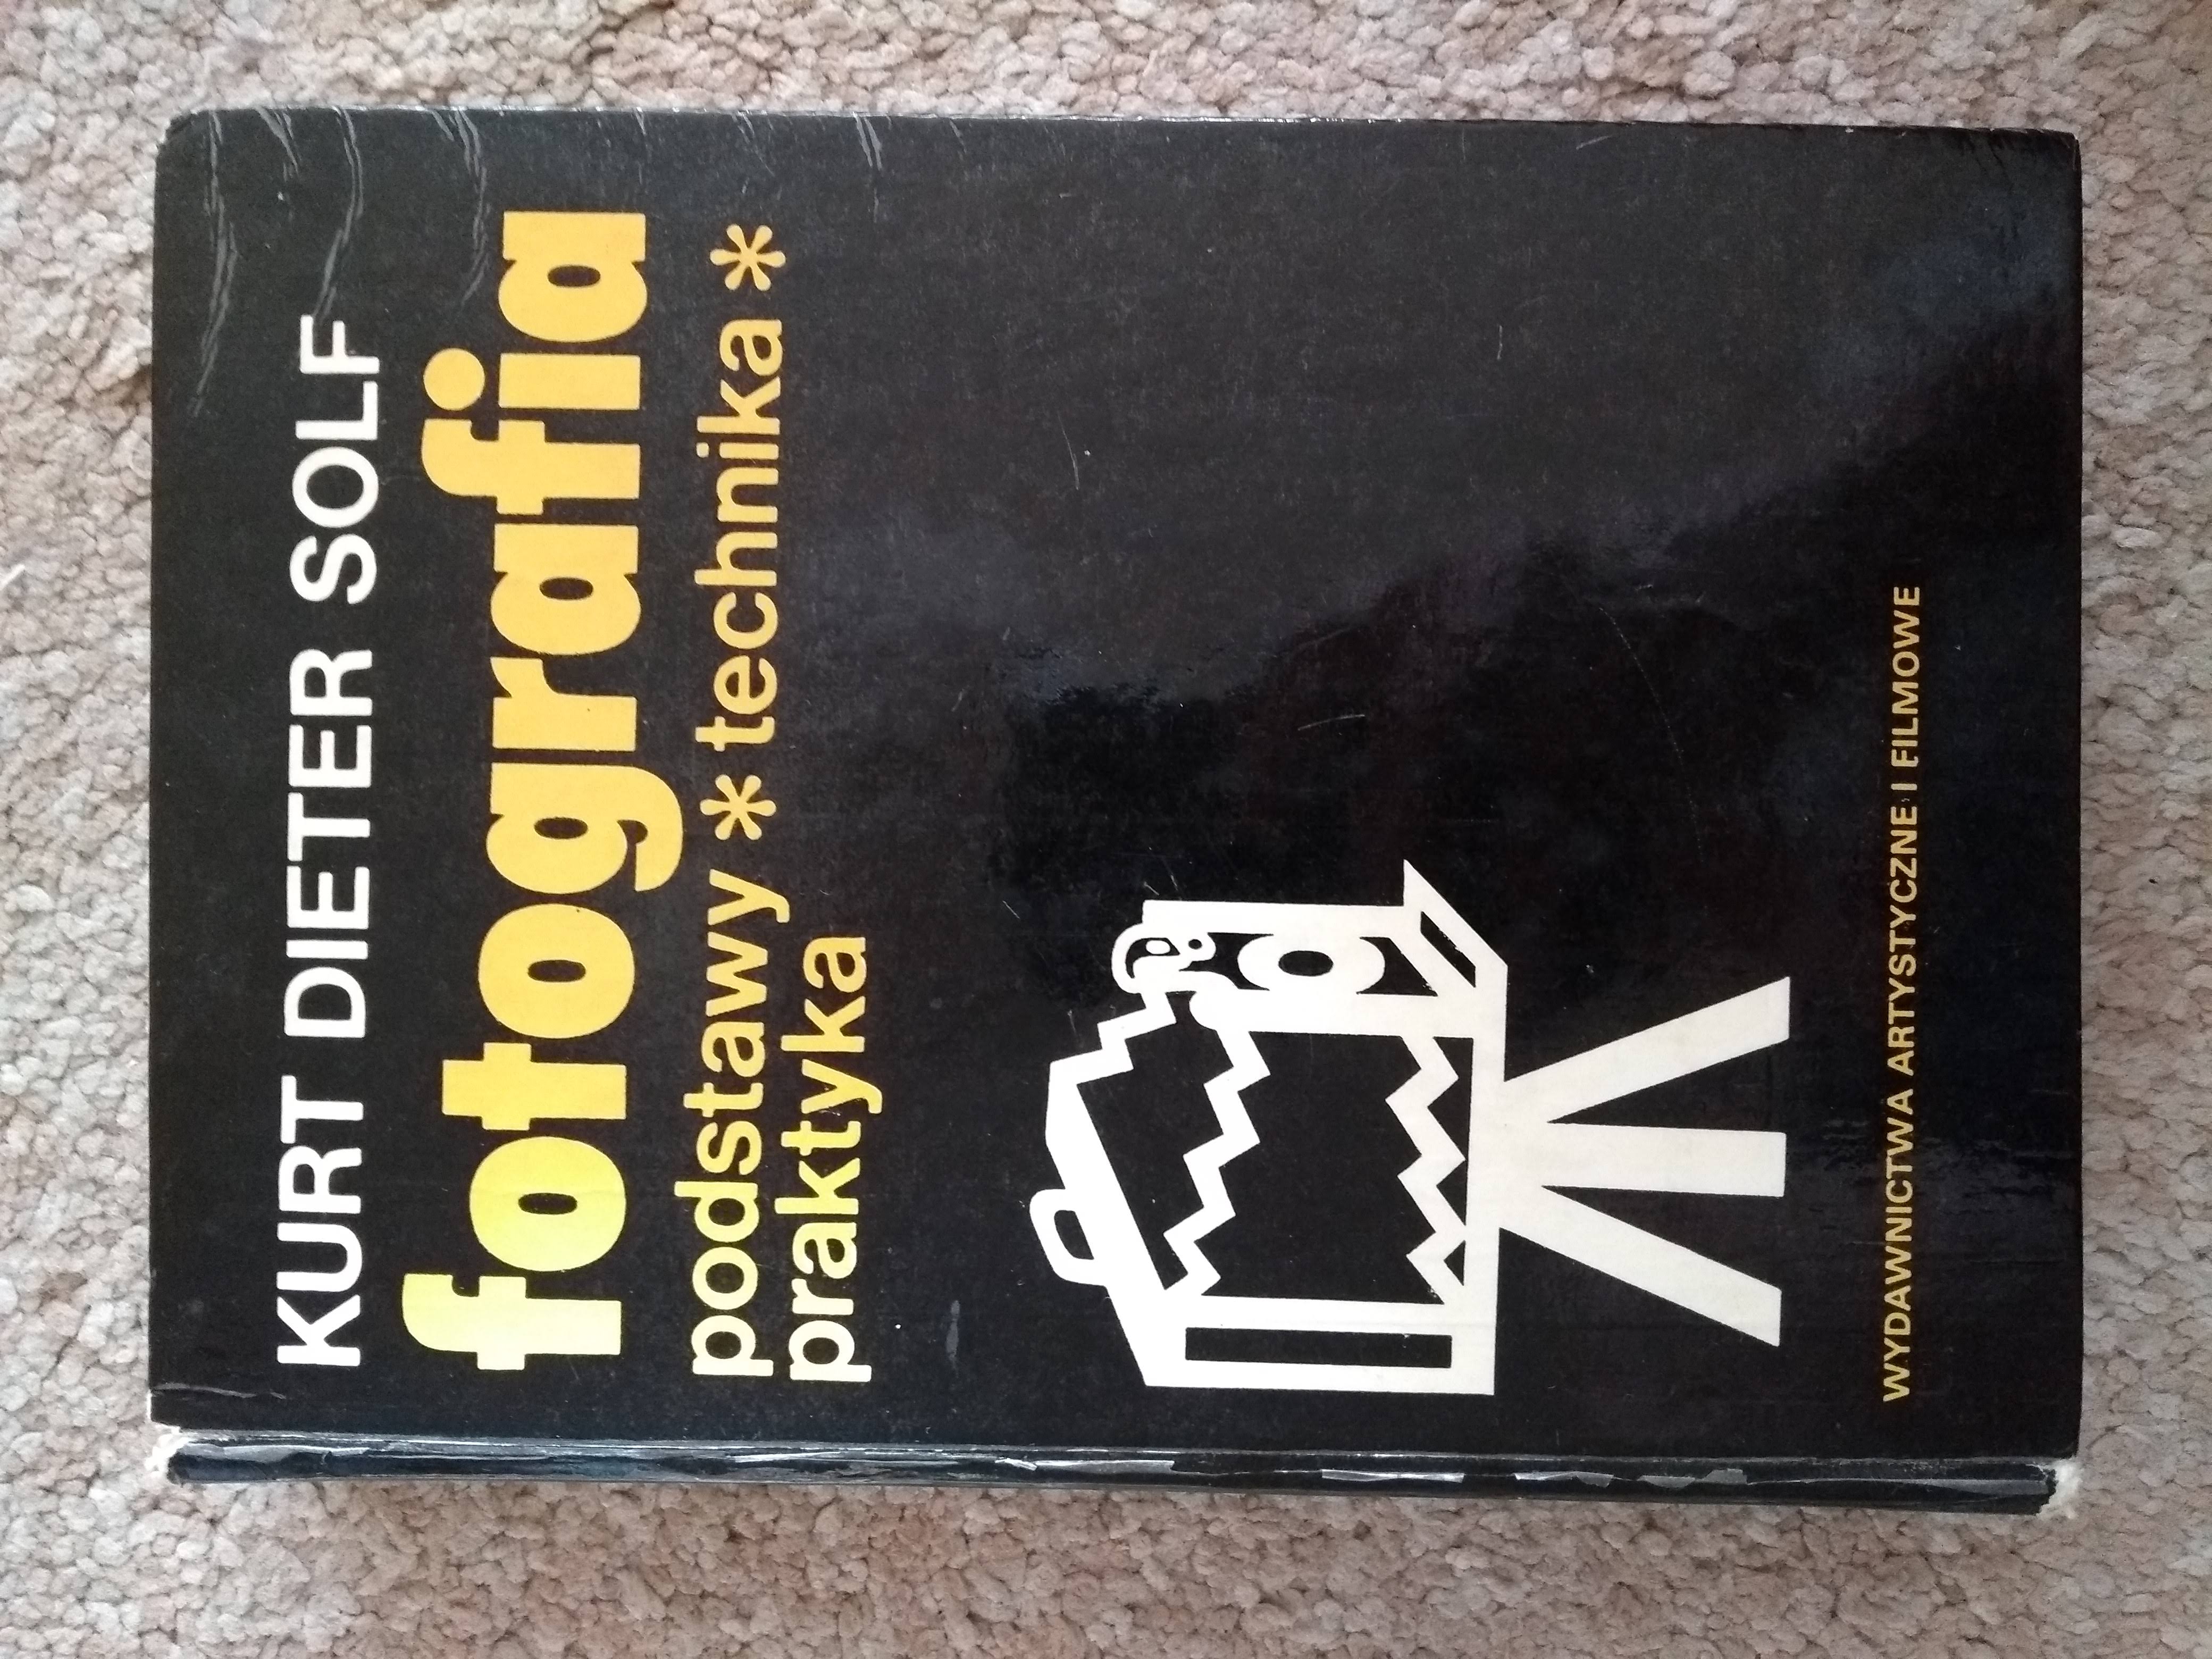 KURT DIETER SOLF
fotografia
podstawy * technika *
praktyka
WYDAWNICTWA ARTYSTYCZNE I FILMOWE